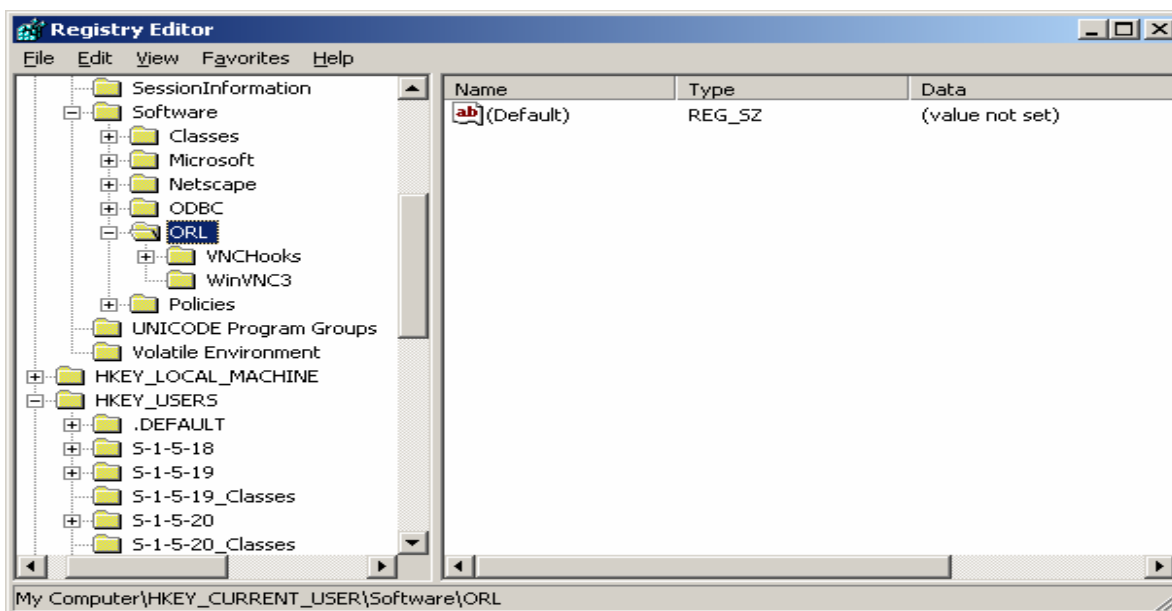 Registry Editor
File Edit View Favorites Help
SessionInformation
Software
Classes
Microsoft
Netscape
ODBC
ORL
VNCHooks
WinVNC3
Policies
UNICODE Program Groups
Volatile Environment
HKEY_LOCAL_MACHINE
HKEY_USERS
.DEFAULT
S-1-5-18
S-1-5-19
S-1-5-19_Classes
S-1-5-20
S-1-5-20_Classes
Name Type Data
ab (Default) REG_SZ (value not set)
My Computer\HKEY_CURRENT_USER\Software\ORL